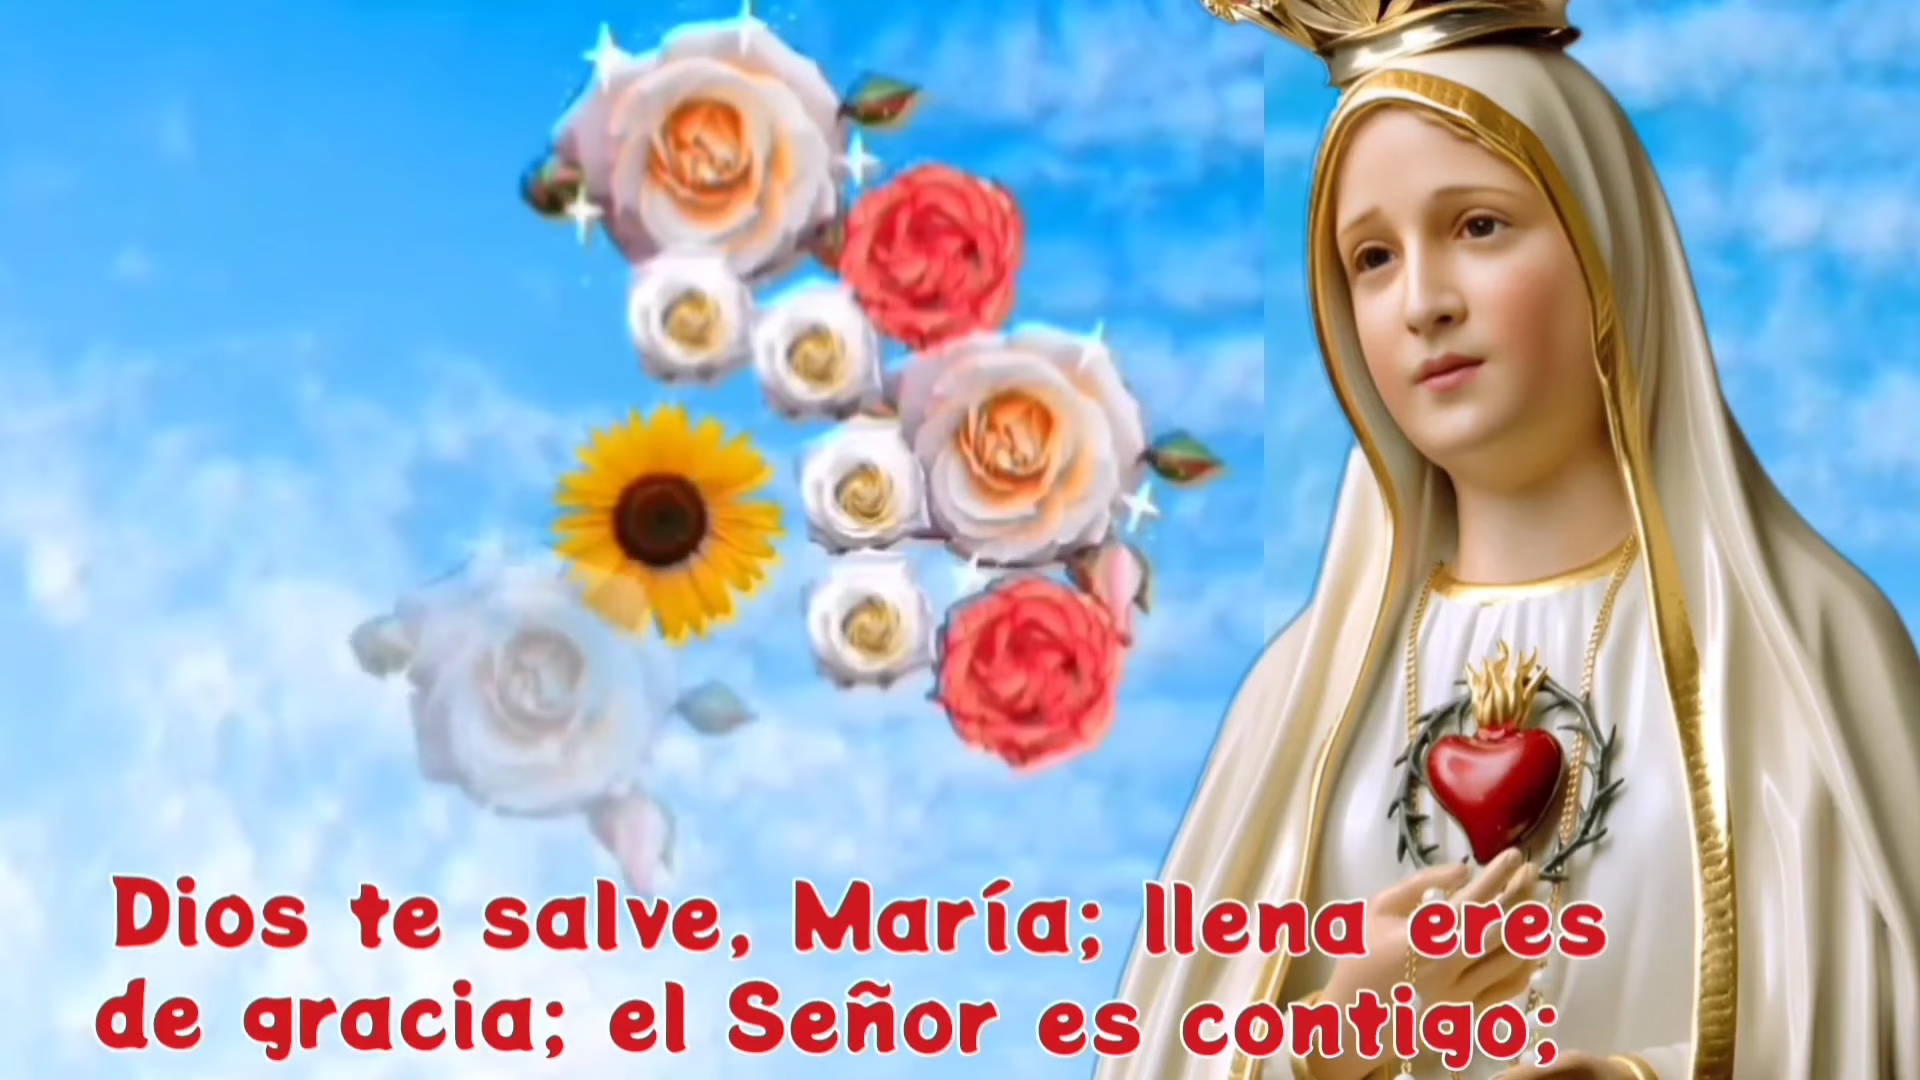 Dios te salve, María; llena eres
de gracia; el Señor es contigo;